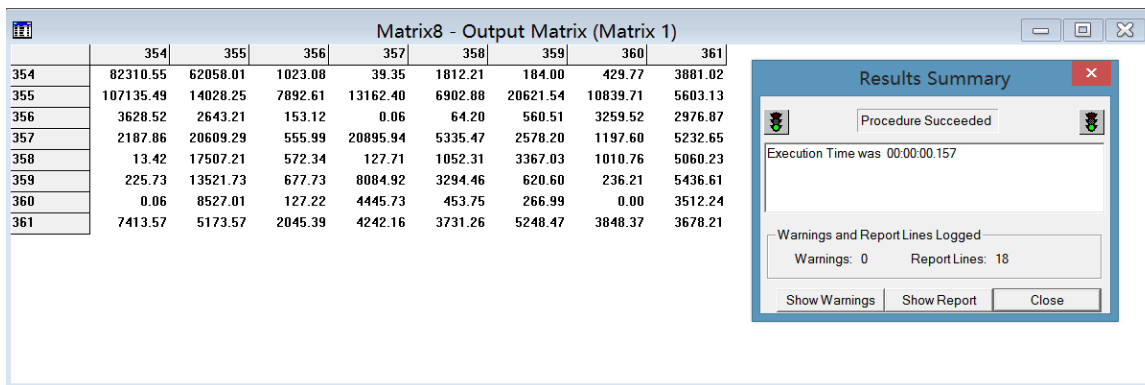 Matrix8 - Output Matrix (Matrix 1)
354 355 356 357 358 359 360 361
354 82310.55 62058.01 1023.08 39.35 1812.21 184.00 429.77 3881.02
355 107135.49 14028.25 7892.61 13162.40 6902.88 20621.54 10839.71 5603.13
356 3628.52 2643.21 153.12 0.06 64.20 560.51 3259.52 2976.87
357 2187.86 20609.29 555.99 20895.94 5335.47 2578.20 1197.60 5232.65
358 13.42 17507.21 572.34 127.71 1052.31 3367.03 1010.76 5060.23
359 225.73 13521.73 677.73 8084.92 3294.46 620.60 236.21 5436.61
360 0.06 8527.01 127.22 4445.73 453.75 266.99 0.00 3512.24
361 7413.57 5173.57 2045.39 4242.16 3731.26 5248.47 3848.37 3678.21
Results Summary
Procedure Succeeded
Execution Time was 00:00:00.157
Warnings and Report Lines Logged
Warnings: 0 Report Lines: 18
Show Warnings Show Report Close